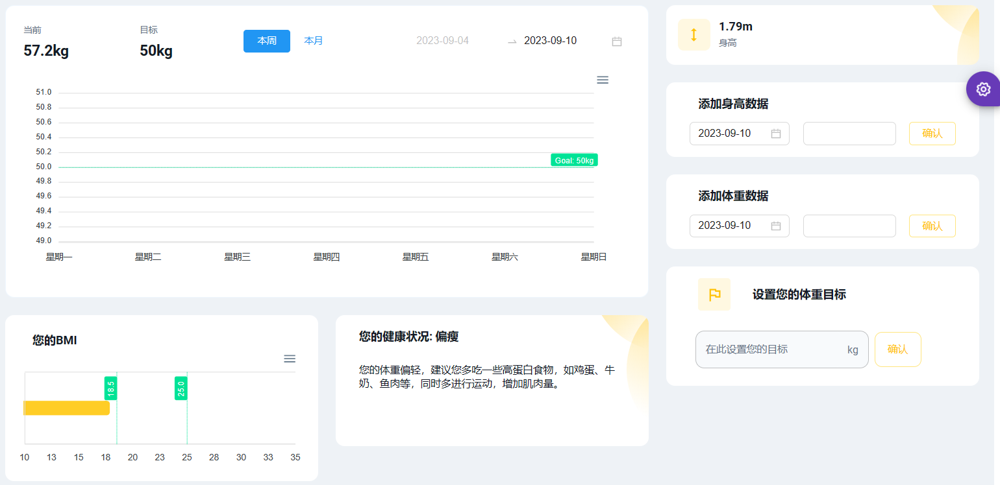 当前
57.2kg
目标
50kg
本周
本月
2023-09-04
2023-09-10
51.0
50.8
50.6
50.4
50.2
50.0
49.8
49.6
49.4
49.2
49.0
Goal: 50kg
星期一 星期二 星期三 星期四 星期五 星期六 星期日
您的BMI
18.5
25.0
10 13 15 18 20 23 25 28 30 33 35
您的健康状况: 偏瘦
您的体重偏轻，建议您多吃一些高蛋白食物，如鸡蛋、牛
奶、鱼肉等，同时多进行运动，增加肌肉量。
1.79m
身高
添加身高数据
2023-09-10
确认
添加体重数据
2023-09-10
确认
设置您的体重目标
在此设置您的目标 kg
确认